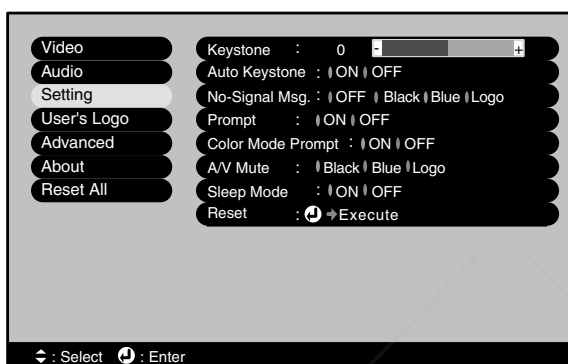 Video
Audio
Setting
User's Logo
Advanced
About
Reset All
Keystone : 0 - +
Auto Keystone : ON OFF
No-Signal Msg. : OFF Black Blue Logo
Prompt : ON OFF
Color Mode Prompt : ON OFF
A/V Mute : Black Blue Logo
Sleep Mode : ON OFF
Reset : Execute
: Select : Enter